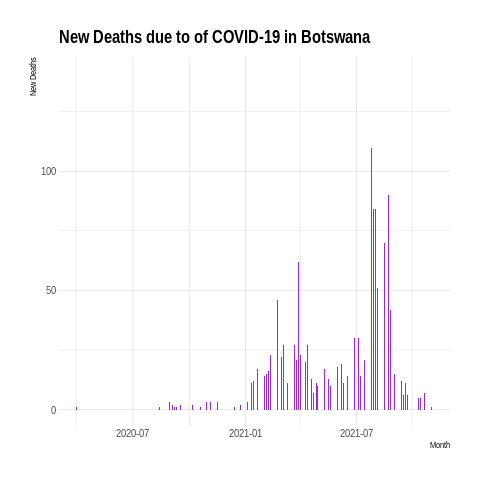 New Deaths due to of COVID-19 in Botswana
New Deaths
100
50
0
2020-07 2021-01 2021-07
Month